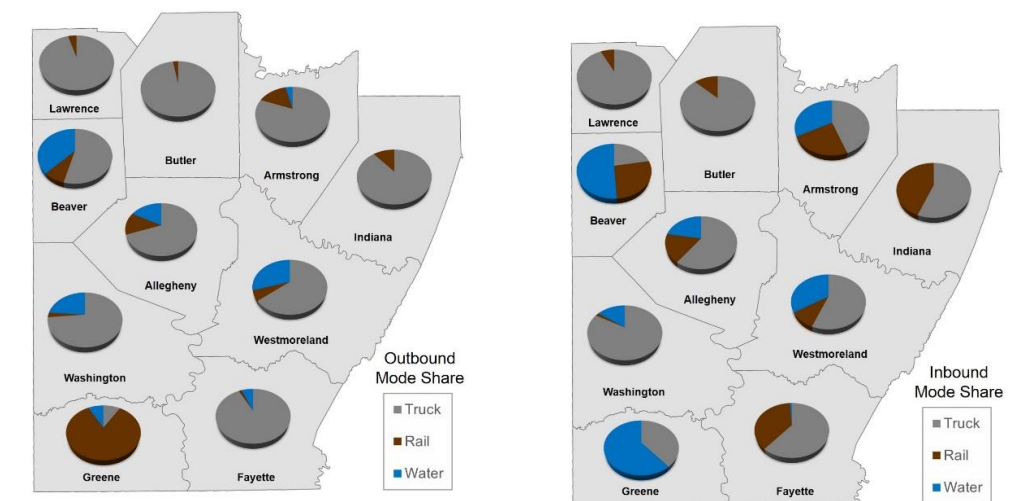 Lawrence
Butler
Armstrong
Beaver
Indiana
Allegheny
Westmoreland
Washington
Greene
Fayette
Outbound
Mode Share
Truck
Rail
Water
Lawrence
Butler
Armstrong
Beaver
Indiana
Allegheny
Westmoreland
Washington
Greene
Fayette
Inbound
Mode Share
Truck
Rail
Water